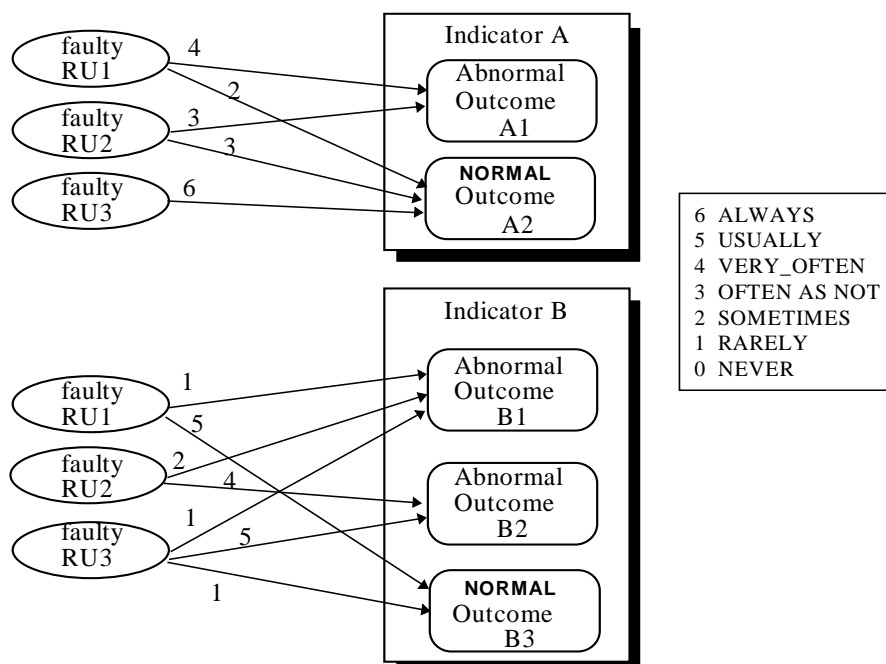 Indicator A
faulty
RU1
4
2
Abnormal
Outcome
A1
faulty
RU2
3
3
NORMAL
Outcome
A2
faulty
RU3
6
6 ALWAYS
5 USUALLY
4 VERY_OFTEN
3 OFTEN AS NOT
2 SOMETIMES
1 RARELY
0 NEVER
Indicator B
faulty
RU1
1
5
Abnormal
Outcome
B1
faulty
RU2
2
4
Abnormal
Outcome
B2
faulty
RU3
1
5
1
NORMAL
Outcome
B3